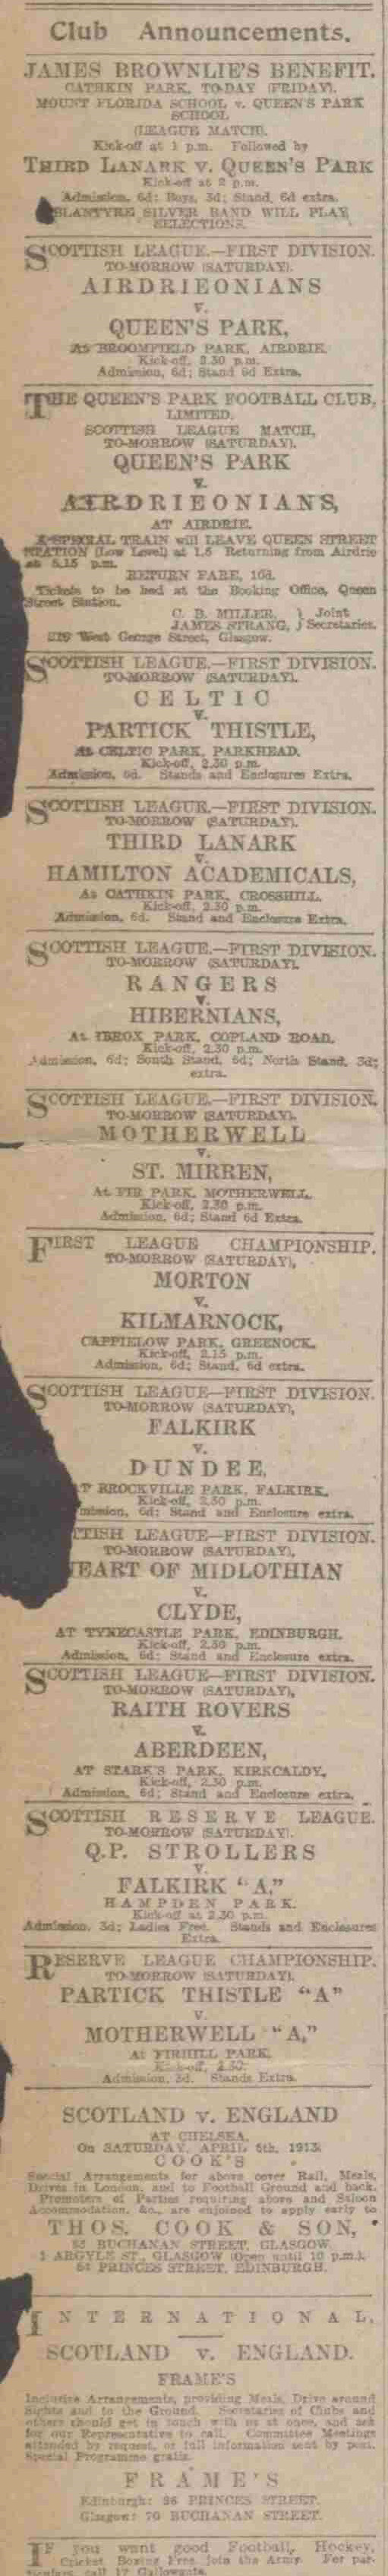 Club Announcements.
JAMES BROWNLIE'S BENEFIT.
CATHKIN PARK, TO-DAY (FRIDAY).
MOUNT FLORIDA SCHOOL v. QUEEN'S PARK
SCHOOL
(LEAGUE MATCH).
Kick-off at 1 p.m. Followed by
THIRD LANARK V. QUEEN'S PARK
Kick-off at 2 p.m.
Admission, 6d; Boys, 3d; Stand, 6d extra.
BLANTYRE SILVER BAND WILL PLAY
SELECTIONS.
SCOTTISH LEAGUE.—FIRST DIVISION.
TO-MORROW (SATURDAY).
AIRDRIEONIANS
v.
QUEEN'S PARK,
At BROOMFIELD PARK, AIRDRIE.
Kick-off, 2.30 p.m.
Admission, 6d; Stand 6d Extra.
THE QUEEN'S PARK FOOTBALL CLUB,
LIMITED.
SCOTTISH LEAGUE MATCH,
TO-MORROW (SATURDAY).
QUEEN'S PARK
v.
AIRDRIEONIANS,
AT AIRDRIE.
A SPECIAL TRAIN will LEAVE QUEEN STREET
STATION (Low Level) at 1.5 Returning from Airdrie
at 5.15 p.m.
RETURN FARE, 10d.
Tickets to be had at the Booking Office, Queen
Street Station.
C. B. MILLER, } Joint
JAMES STRANG, } Secretaries.
West George Street, Glasgow.
SCOTTISH LEAGUE.—FIRST DIVISION.
TO-MORROW (SATURDAY).
CELTIC
v.
PARTICK THISTLE,
At CELTIC PARK, PARKHEAD.
Kick-off, 2.30 p.m.
Admission, 6d. Stands and Enclosures Extra.
SCOTTISH LEAGUE.—FIRST DIVISION.
TO-MORROW (SATURDAY).
THIRD LANARK
v.
HAMILTON ACADEMICALS,
At CATHKIN PARK, CROSSHILL.
Kick-off, 2.30 p.m.
Admission, 6d. Stand and Enclosure Extra.
SCOTTISH LEAGUE.—FIRST DIVISION.
TO-MORROW (SATURDAY).
RANGERS
v.
HIBERNIANS,
At IBROX PARK, COPLAND ROAD.
Kick-off, 2.30 p.m.
Admission, 6d; South Stand, 6d; North Stand, 3d;
extra.
SCOTTISH LEAGUE.—FIRST DIVISION.
TO-MORROW (SATURDAY).
MOTHERWELL
v.
ST. MIRREN,
At FIR PARK, MOTHERWELL.
Kick-off, 2.30 p.m.
Admission, 6d; Stand 6d Extra.
FIRST LEAGUE CHAMPIONSHIP.
TO-MORROW (SATURDAY),
MORTON
v.
KILMARNOCK,
CAPPIELOW PARK, GREENOCK.
Kick-off, 2.15 p.m.
Admission, 6d; Stand, 6d extra.
SCOTTISH LEAGUE—FIRST DIVISION.
TO-MORROW (SATURDAY),
FALKIRK
v.
DUNDEE,
T BROCKVILLE PARK, FALKIRK.
Kick-off, 2.30 p.m.
mission, 6d; Stand and Enclosure extra.
TTISH LEAGUE—FIRST DIVISION.
TO-MORROW (SATURDAY),
HEART OF MIDLOTHIAN
v.
CLYDE,
AT TYNECASTLE PARK, EDINBURGH.
Kick-off, 2.30 p.m.
Admission, 6d; Stand and Enclosure extra.
SCOTTISH LEAGUE—FIRST DIVISION.
TO-MORROW (SATURDAY),
RAITH ROVERS
v.
ABERDEEN,
AT STARK'S PARK, KIRKCALDY,
Kick-off, 2.30 p.m.
Admission, 6d; Stand and Enclosure extra.
SCOTTISH RESERVE LEAGUE.
TO-MORROW (SATURDAY).
Q.P. STROLLERS
v.
FALKIRK "A,"
HAMPDEN PARK.
Kick-off at 2.30 p.m.
Admission, 3d; Ladies Free. Stands and Enclosures
Extra.
RESERVE LEAGUE CHAMPIONSHIP.
TO-MORROW (SATURDAY).
PARTICK THISTLE "A"
v.
MOTHERWELL "A,"
At FIRHILL PARK.
Kick-off, 2.30.
Admission, 3d. Stands Extra.
SCOTLAND v. ENGLAND
AT CHELSEA.
On SATURDAY, APRIL 5th, 1913.
COOK'S
Special Arrangements for above cover Rail, Meals,
Drives in London, and to Football Ground and back.
Promoters of Parties requiring above and Saloon
Accommodation, &c., are enjoined to apply early to
THOS. COOK & SON,
BUCHANAN STREET, GLASGOW.
1 ARGYLE ST., GLASGOW (Open until 10 p.m.).
54 PRINCES STREET, EDINBURGH.
INTERNATIONAL.
SCOTLAND v. ENGLAND.
FRAME'S
Inclusive Arrangements, providing Meals, Drive around
Sights and to the Ground. Secretaries of Clubs and
others should get in touch with us at once, and ask
for our Representative to call. Committee Meetings
attended by request, or full information sent by post.
Special Programme gratis.
FRAME'S
Edinburgh: 96 PRINCES STREET.
Glasgow: 70 BUCHANAN STREET.
IF you want good Football, Hockey,
Cricket Boxing Free join the Army. For par-
ticulars call 17 Gallowgate.